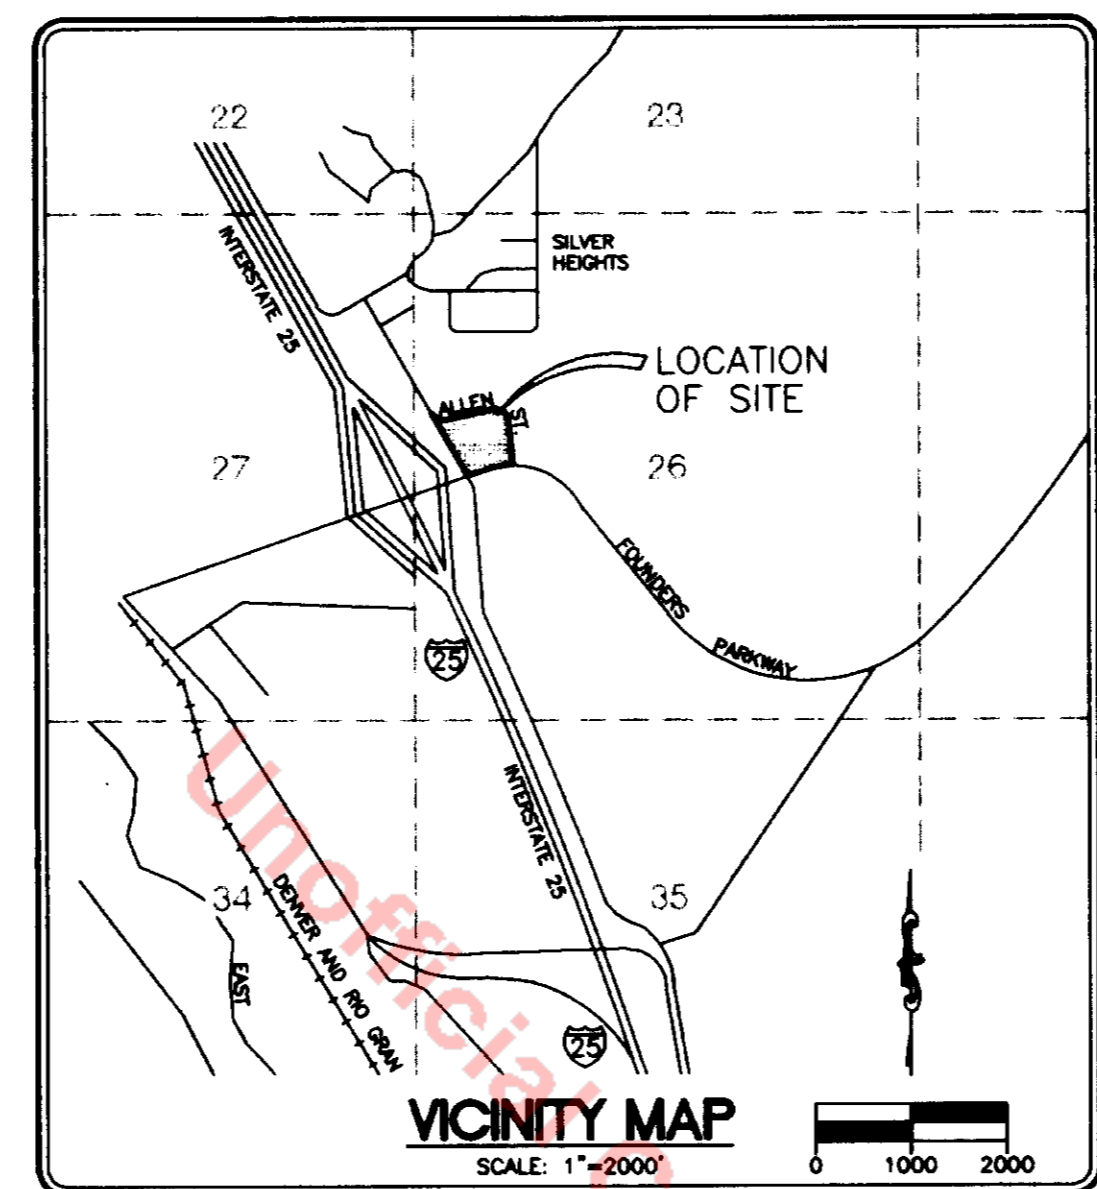 22
23
INTERSTATE 25
SILVER
HEIGHTS
LOCATION
OF SITE
ALLEN
ST.
27
26
FOUNDERS
PARKWAY
25
INTERSTATE 25
34
35
DENVER AND RIO GRAN
EAST
25
Unofficial C
VICINITY MAP
SCALE: 1"=2000'
0 1000 2000